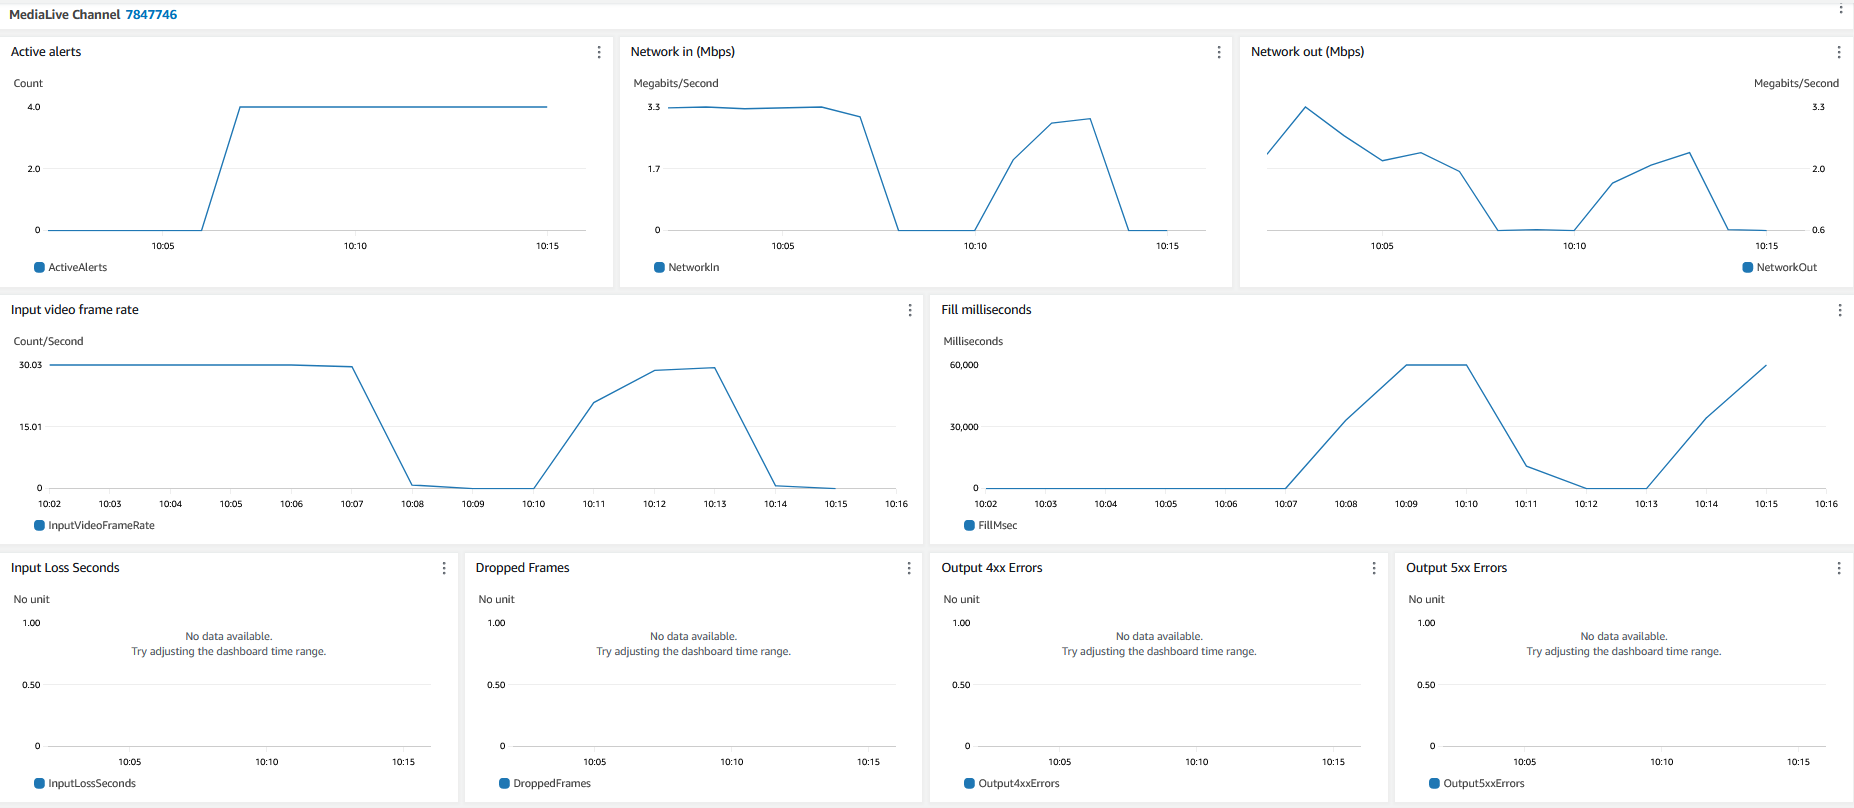 MediaLive Channel 7847746
Active alerts
Count
4.0
2.0
0
10:05 10:10 10:15
ActiveAlerts
Network in (Mbps)
Megabits/Second
3.3
1.7
0
10:05 10:10 10:15
NetworkIn
Network out (Mbps)
Megabits/Second
3.3
2.0
0.6
10:05 10:10 10:15
NetworkOut
Input video frame rate
Count/Second
30.03
15.01
0
10:02 10:03 10:04 10:05 10:06 10:07 10:08 10:09 10:10 10:11 10:12 10:13 10:14 10:15 10:16
InputVideoFrameRate
Fill milliseconds
Milliseconds
60,000
30,000
0
10:02 10:03 10:04 10:05 10:06 10:07 10:08 10:09 10:10 10:11 10:12 10:13 10:14 10:15 10:16
FillMsec
Input Loss Seconds
No unit
1.00
No data available.
Try adjusting the dashboard time range.
0.50
0
10:05 10:10 10:15
InputLossSeconds
Dropped Frames
No unit
1.00
No data available.
Try adjusting the dashboard time range.
0.50
0
10:05 10:10 10:15
DroppedFrames
Output 4xx Errors
No unit
1.00
No data available.
Try adjusting the dashboard time range.
0.50
0
10:05 10:10 10:15
Output4xxErrors
Output 5xx Errors
No unit
1.00
No data available.
Try adjusting the dashboard time range.
0.50
0
10:05 10:10 10:15
Output5xxErrors